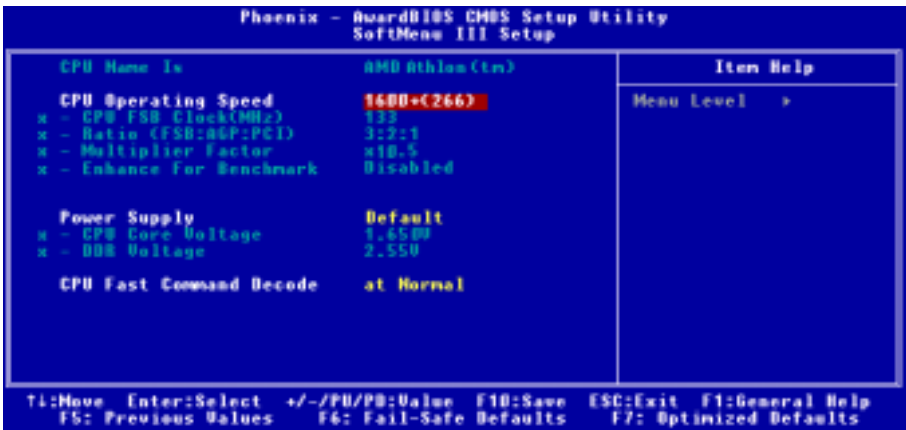 Phoenix - AwardBIOS CMOS Setup Utility
SoftMenu III Setup
CPU Name Is AMD Athlon(tm)
Item Help
CPU Operating Speed 1600+(266)
Menu Level ▸
x - CPU FSB Clock(MHz) 133
x - Ratio (FSB:AGP:PCI) 3:2:1
x - Multiplier Factor x10.5
x - Enhance For Benchmark Disabled
Power Supply Default
x - CPU Core Voltage 1.650V
x - DDR Voltage 2.55V
CPU Fast Command Decode at Normal
↑↓:Move Enter:Select +/-/PU/PD:Value F10:Save ESC:Exit F1:General Help
F5: Previous Values F6: Fail-Safe Defaults F7: Optimized Defaults